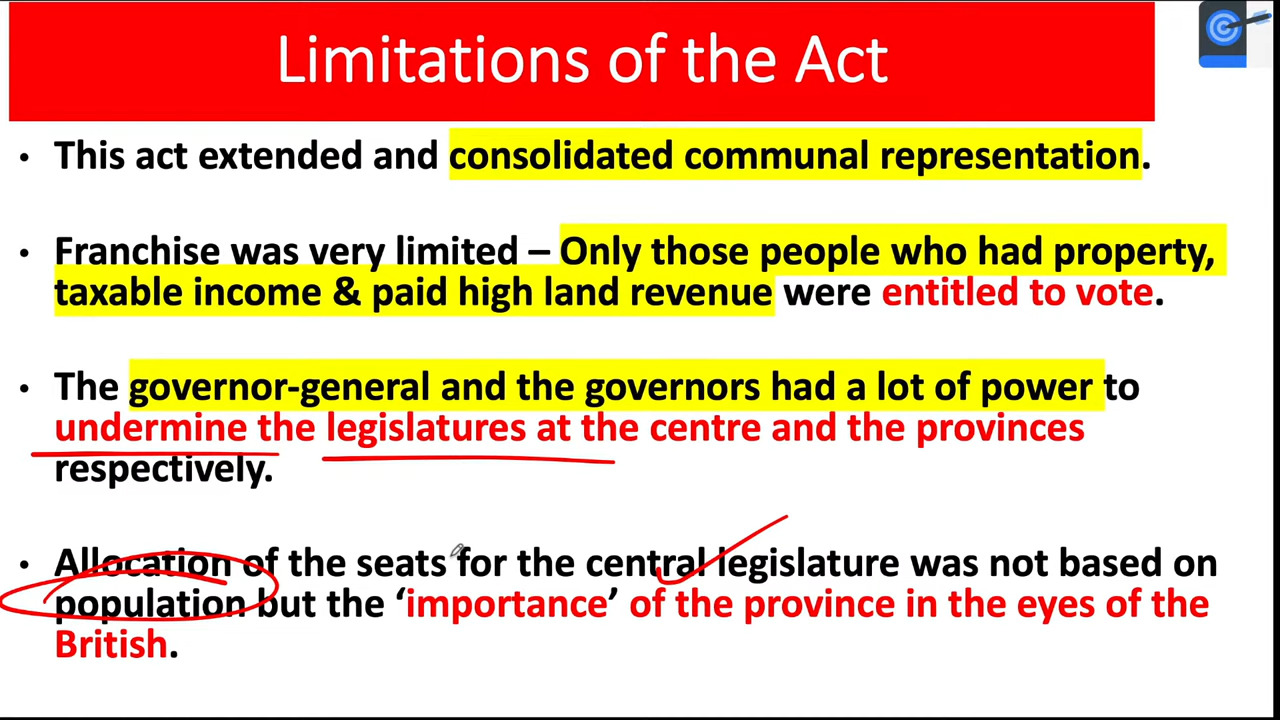 Limitations of the Act
• This act extended and consolidated communal representation.
• Franchise was very limited – Only those people who had property,
taxable income & paid high land revenue were entitled to vote.
• The governor-general and the governors had a lot of power to
undermine the legislatures at the centre and the provinces
respectively.
• Allocation of the seats for the central legislature was not based on
population but the ‘importance’ of the province in the eyes of the
British.